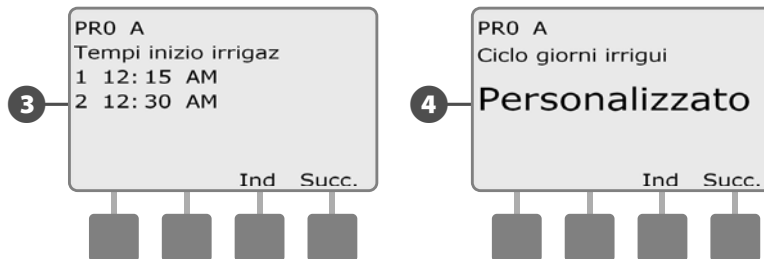 3
PR0 A
Tempi inizio irrigaz
1 12:15 AM
2 12:30 AM
Ind Succ.
4
PR0 A
Ciclo giorni irrigui
Personalizzato
Ind Succ.